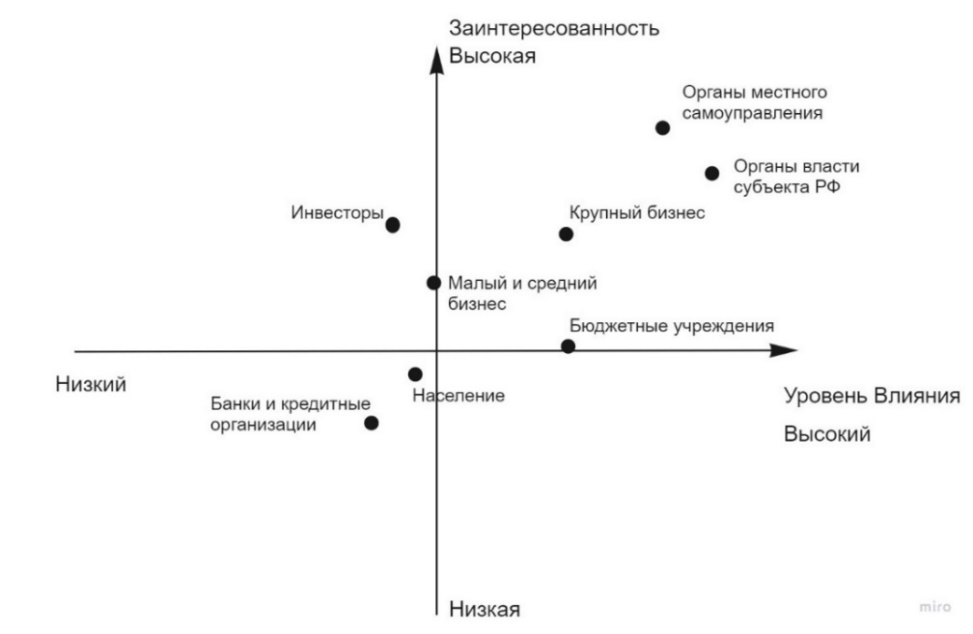 Заинтересованность
Высокая
Органы местного
самоуправления
Органы власти
субъекта РФ
Инвесторы
Крупный бизнес
Малый и средний
бизнес
Бюджетные учреждения
Низкий
Население
Уровень Влияния
Банки и кредитные
организации
Высокий
Низкая
miro